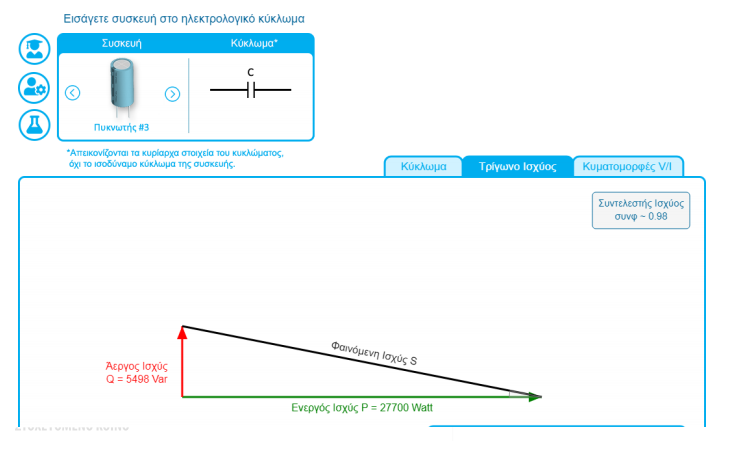 Εισάγετε συσκευή στο ηλεκτρολογικό κύκλωμα
Συσκευή
Κύκλωμα*
C
Πυκνωτής #3
*Απεικονίζονται τα κυρίαρχα στοιχεία του κυκλώματος,
όχι το ισοδύναμο κύκλωμα της συσκευής.
Κύκλωμα
Τρίγωνο Ισχύος
Κυματομορφές V/I
Συντελεστής Ισχύος
συνφ ~ 0.98
Φαινόμενη Ισχύς S
Άεργος Ισχύς
Q = 5498 Var
Ενεργός Ισχύς P = 27700 Watt